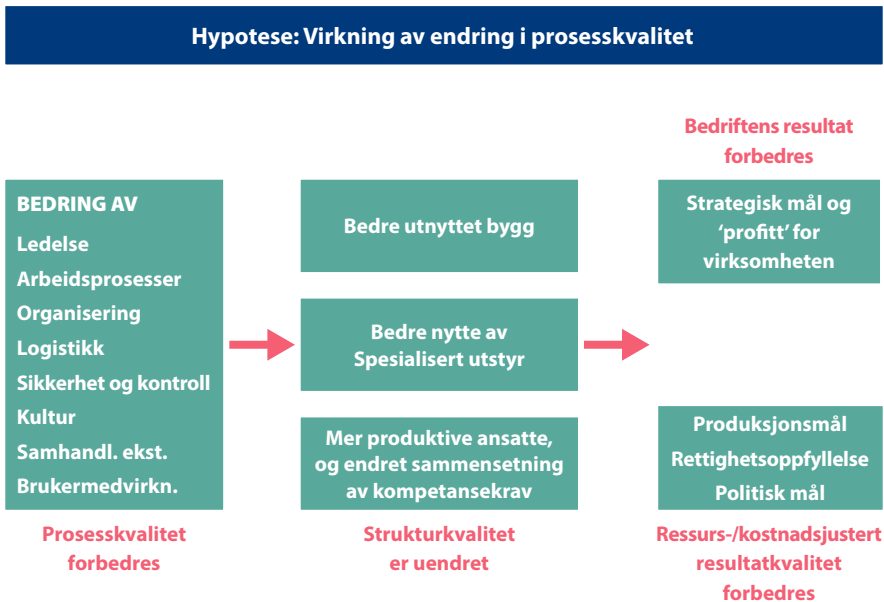 Hypotese: Virkning av endring i prosesskvalitet
BEDRING AV
Ledelse
Arbeidsprosesser
Organisering
Logistikk
Sikkerhet og kontroll
Kultur
Samhandl. ekst.
Brukermedvirkn.
Prosesskvalitet
forbedres
Bedre utnyttet bygg
Bedre nytte av
Spesialisert utstyr
Mer produktive ansatte,
og endret sammensetning
av kompetansekrav
Strukturkvalitet
er uendret
Bedriftens resultat
forbedres
Strategisk mål og
‘profitt’ for
virksomheten
Produksjonsmål
Rettighetsoppfyllelse
Politisk mål
Ressurs-/kostnadsjustert
resultatkvalitet
forbedres